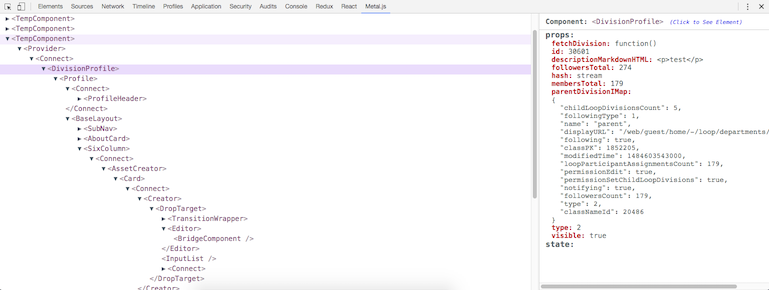 Elements Sources Network Timeline Profiles Application Security Audits Console Redux React Metal.js
<TempComponent>
<TempComponent>
<TempComponent>
<Provider>
<Connect>
<DivisionProfile>
<Profile>
<Connect>
<ProfileHeader>
</Connect>
<BaseLayout>
<SubNav>
<AboutCard>
<SixColumn>
<Connect>
<AssetCreator>
<Card>
<Connect>
<Creator>
<DropTarget>
<TransitionWrapper>
<Editor>
<BridgeComponent />
</Editor>
<InputList />
<Connect>
</DropTarget>
</Creator>
Component: <DivisionProfile> (Click to See Element)
props:
fetchDivision: function()
id: 30601
descriptionMarkdownHTML: <p>test</p>
followersTotal: 274
hash: stream
membersTotal: 179
parentDivisionIMap:
{
"childLoopDivisionsCount": 5,
"followingType": 1,
"name": "parent",
"displayURL": "/web/guest/home/-/loop/departments/
"following": true,
"classPK": 1852205,
"modifiedTime": 1484603543000,
"loopParticipantAssignmentsCount": 179,
"permissionEdit": true,
"permissionSetChildLoopDivisions": true,
"notifying": true,
"followersCount": 179,
"type": 2,
"classNameId": 20486
}
type: 2
visible: true
state: